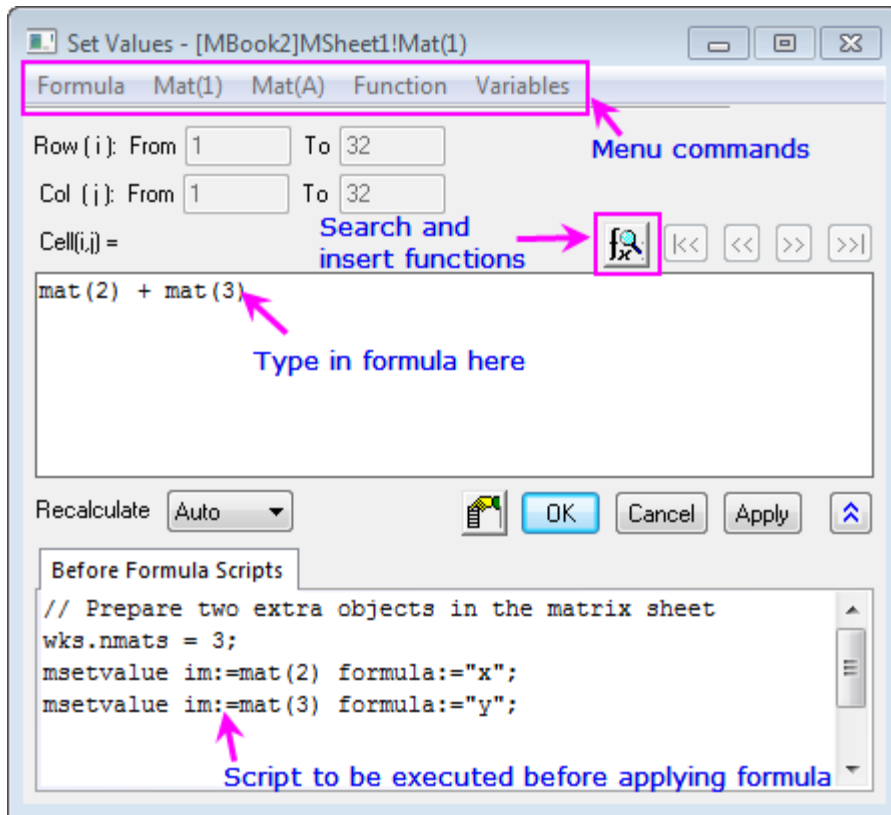 Set Values - [MBook2]MSheet1!Mat(1)
Formula Mat(1) Mat(A) Function Variables
Row (i): From 1 To 32
Menu commands
Col (j): From 1 To 32
Search and
insert functions
Cell(i,j) =
fx |<< << >> >>|
mat(2) + mat(3)
Type in formula here
Recalculate Auto OK Cancel Apply
Before Formula Scripts
// Prepare two extra objects in the matrix sheet
wks.nmats = 3;
msetvalue im:=mat(2) formula:="x";
msetvalue im:=mat(3) formula:="y";
Script to be executed before applying formula